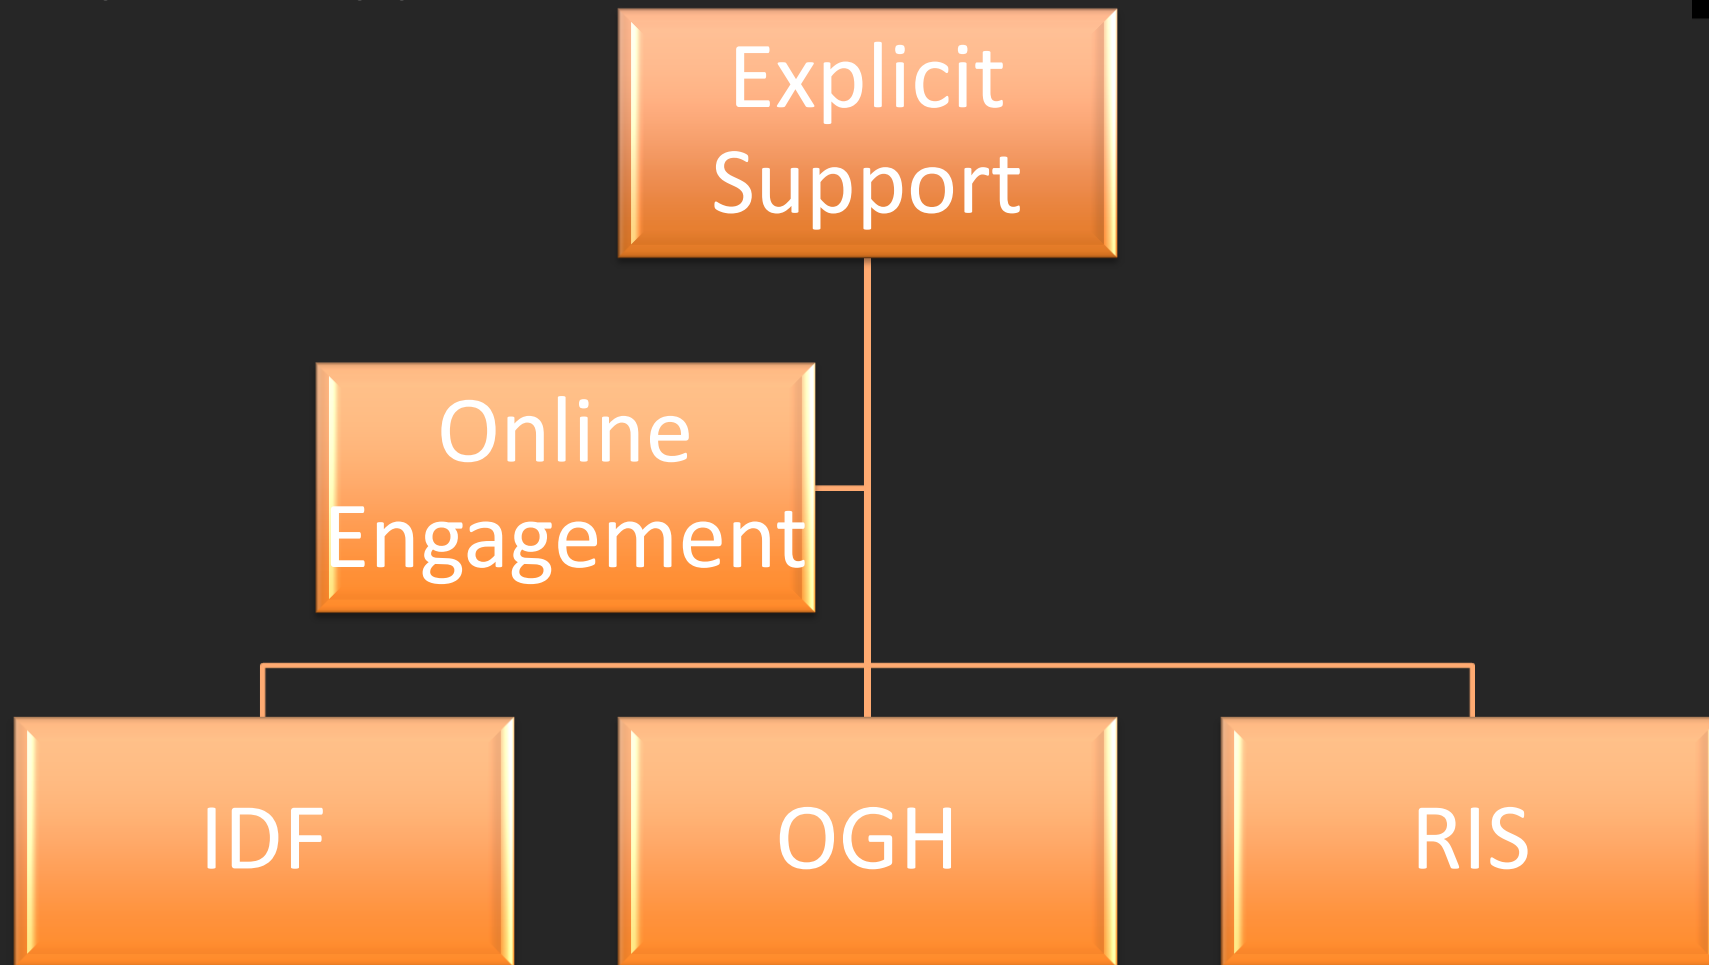 Explicit
Support
Online
Engagement
IDF
OGH
RIS